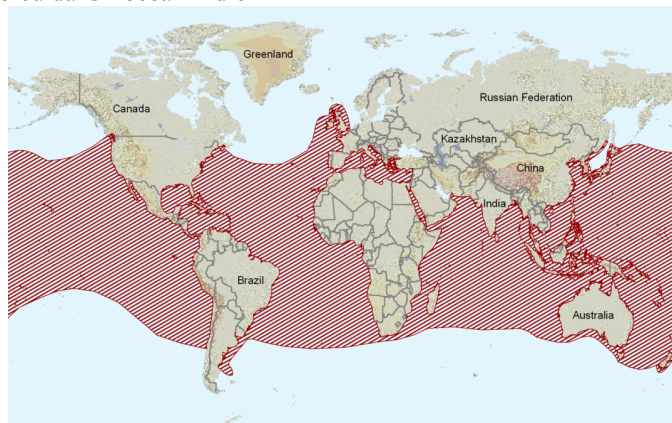 Greenland
Canada
Russian Federation
Kazakhstan
China
India
Brazil
Australia